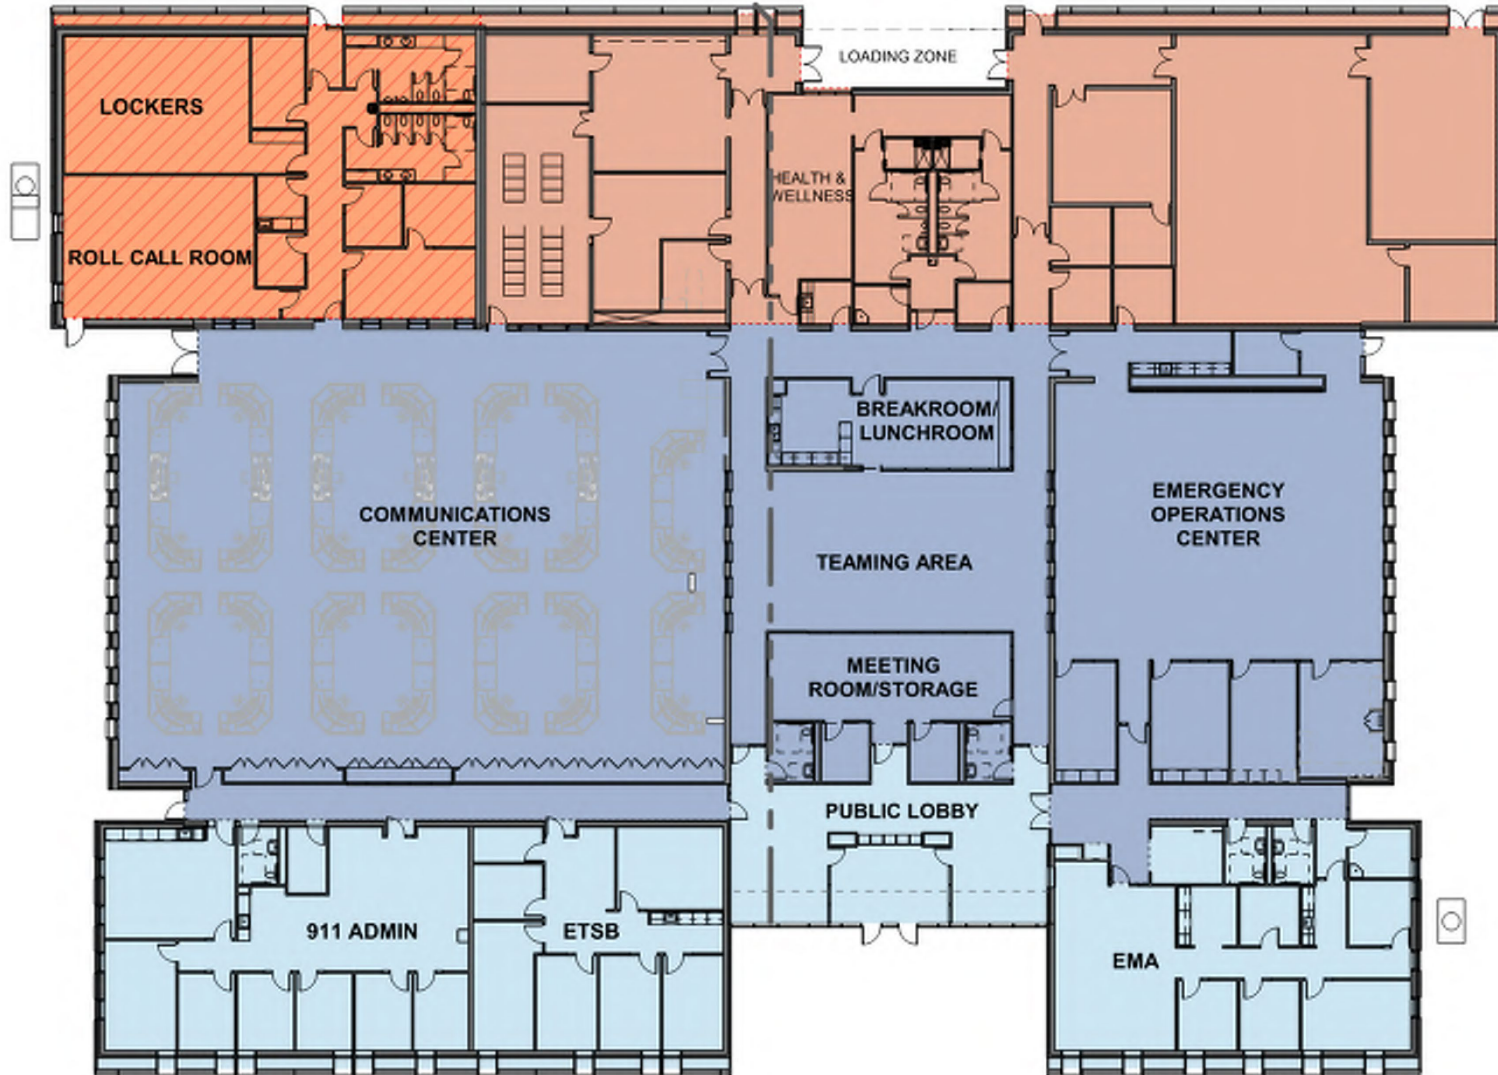 LOADING ZONE
LOCKERS
HEALTH &
WELLNESS
ROLL CALL ROOM
BREAKROOM/
LUNCHROOM
COMMUNICATIONS
CENTER
EMERGENCY
OPERATIONS
CENTER
TEAMING AREA
MEETING
ROOM/STORAGE
PUBLIC LOBBY
911 ADMIN
ETSB
EMA